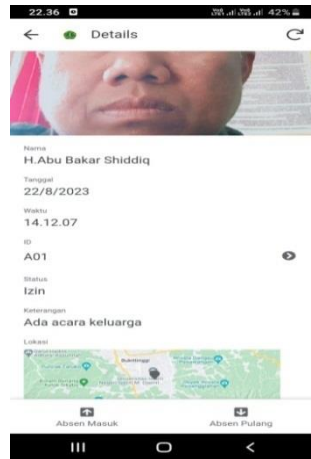 22.36
42%
Details
Nama
H.Abu Bakar Shiddiq
Tanggal
22/8/2023
Waktu
14.12.07
ID
A01
Status
Izin
Keterangan
Ada acara keluarga
Lokasi
Bukittinggi
Absen Masuk
Absen Pulang